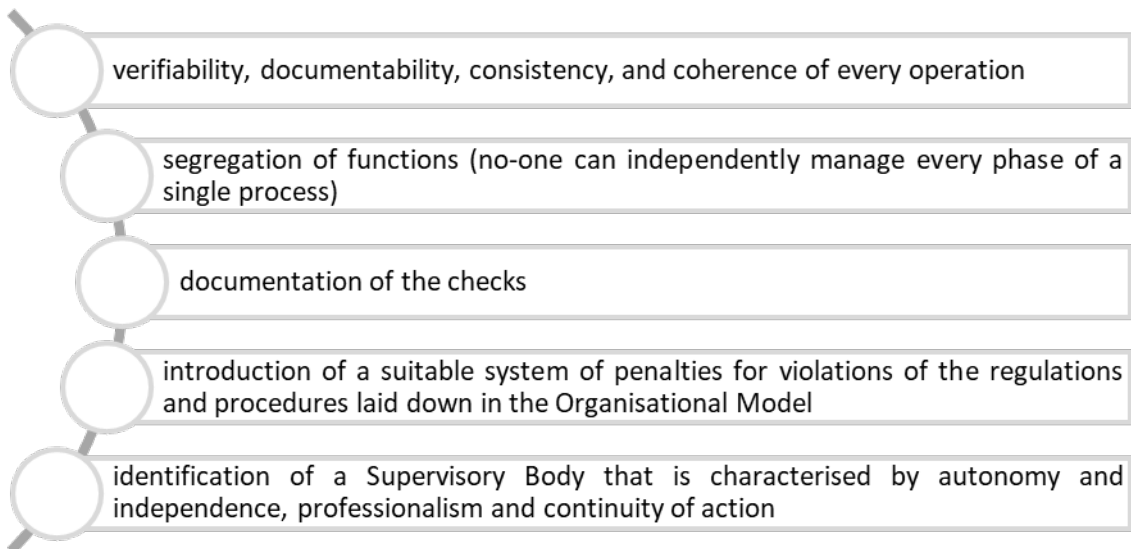 verifiability, documentability, consistency, and coherence of every operation
segregation of functions (no-one can independently manage every phase of a
single process)
documentation of the checks
introduction of a suitable system of penalties for violations of the regulations
and procedures laid down in the Organisational Model
identification of a Supervisory Body that is characterised by autonomy and
independence, professionalism and continuity of action